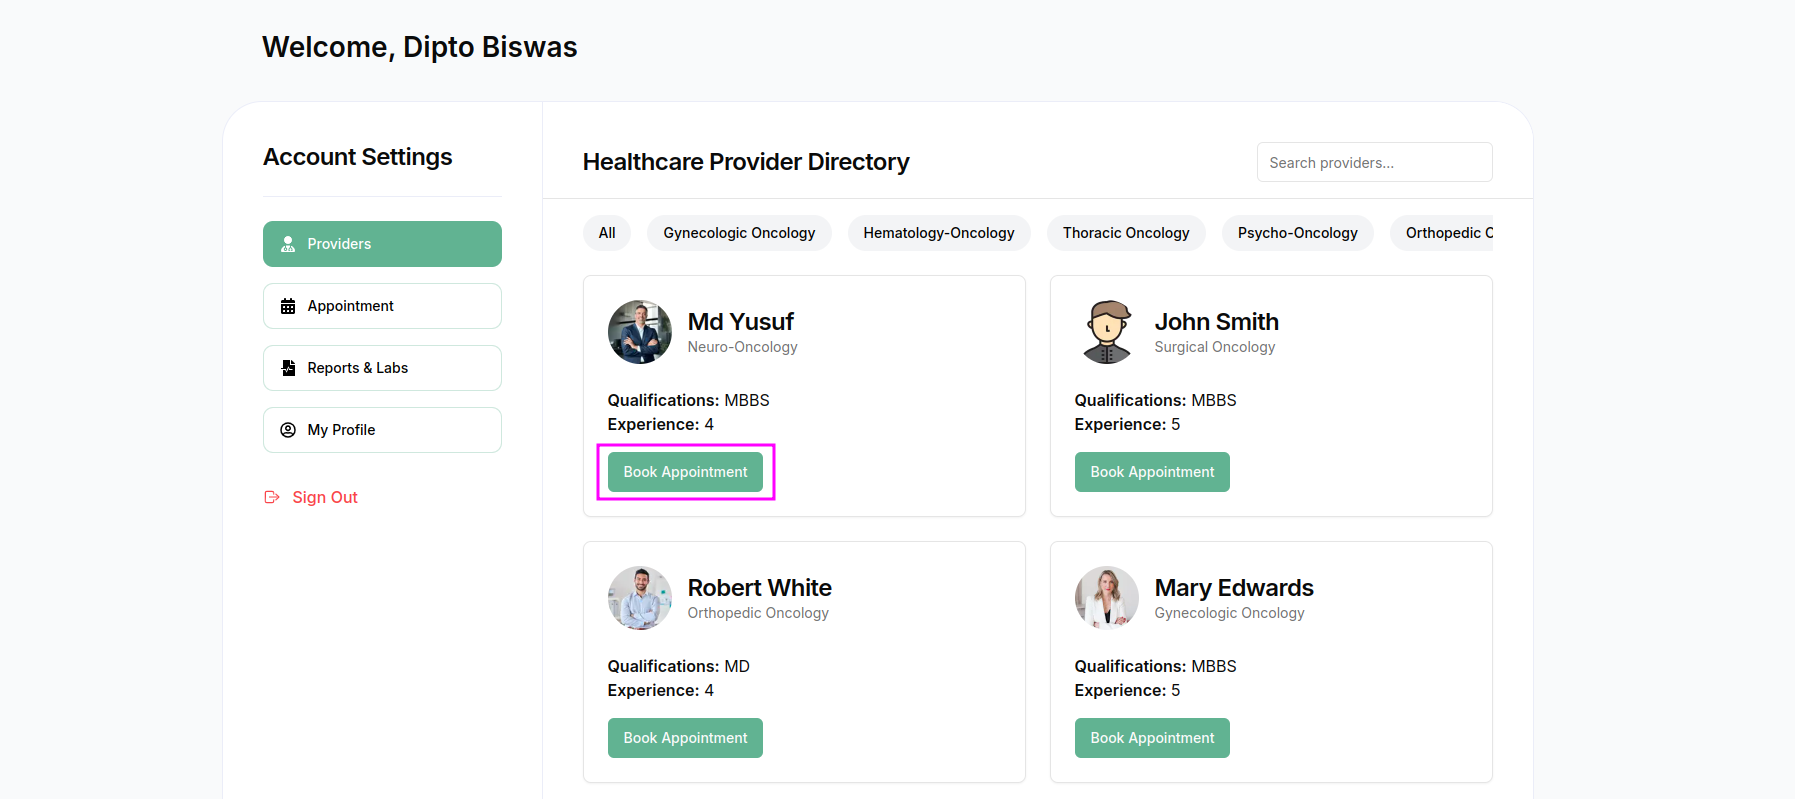 Welcome, Dipto Biswas
Account Settings
Providers
Appointment
Reports & Labs
My Profile
Sign Out
Healthcare Provider Directory
Search providers...
All
Gynecologic Oncology
Hematology-Oncology
Thoracic Oncology
Psycho-Oncology
Orthopedic
Md Yusuf
Neuro-Oncology
Qualifications: MBBS
Experience: 4
Book Appointment
John Smith
Surgical Oncology
Qualifications: MBBS
Experience: 5
Book Appointment
Robert White
Orthopedic Oncology
Qualifications: MD
Experience: 4
Book Appointment
Mary Edwards
Gynecologic Oncology
Qualifications: MBBS
Experience: 5
Book Appointment